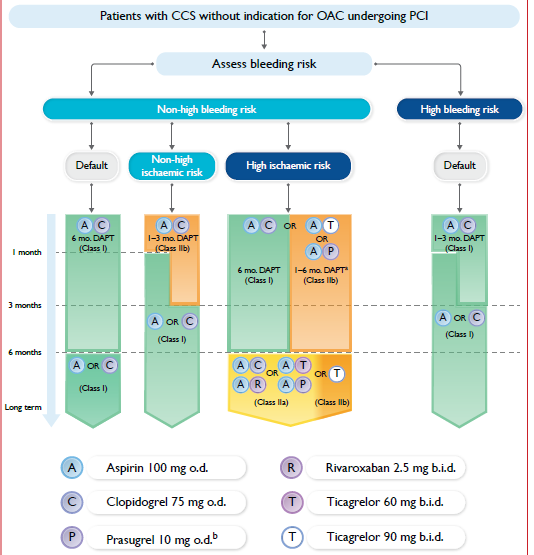 Patients with CCS without indication for OAC undergoing PCI
Assess bleeding risk
Non-high bleeding risk
High bleeding risk
Default
Non-high
ischaemic risk
High ischaemic risk
Default
A C
6 mo. DAPT
(Class I)
A C
1–3 mo. DAPT
(Class IIb)
A C OR A T
OR
A P
6 mo. DAPT
(Class I)
1–6 mo. DAPTᵃ
(Class IIb)
A C
1–3 mo. DAPT
(Class I)
1 month
3 months
A OR C
(Class I)
A OR C
(Class I)
6 months
A OR C
(Class I)
A C OR A T OR T
A R A P
(Class IIa)
(Class IIb)
Long term
A Aspirin 100 mg o.d.
C Clopidogrel 75 mg o.d.
P Prasugrel 10 mg o.d.ᵇ
R Rivaroxaban 2.5 mg b.i.d.
T Ticagrelor 60 mg b.i.d.
T Ticagrelor 90 mg b.i.d.